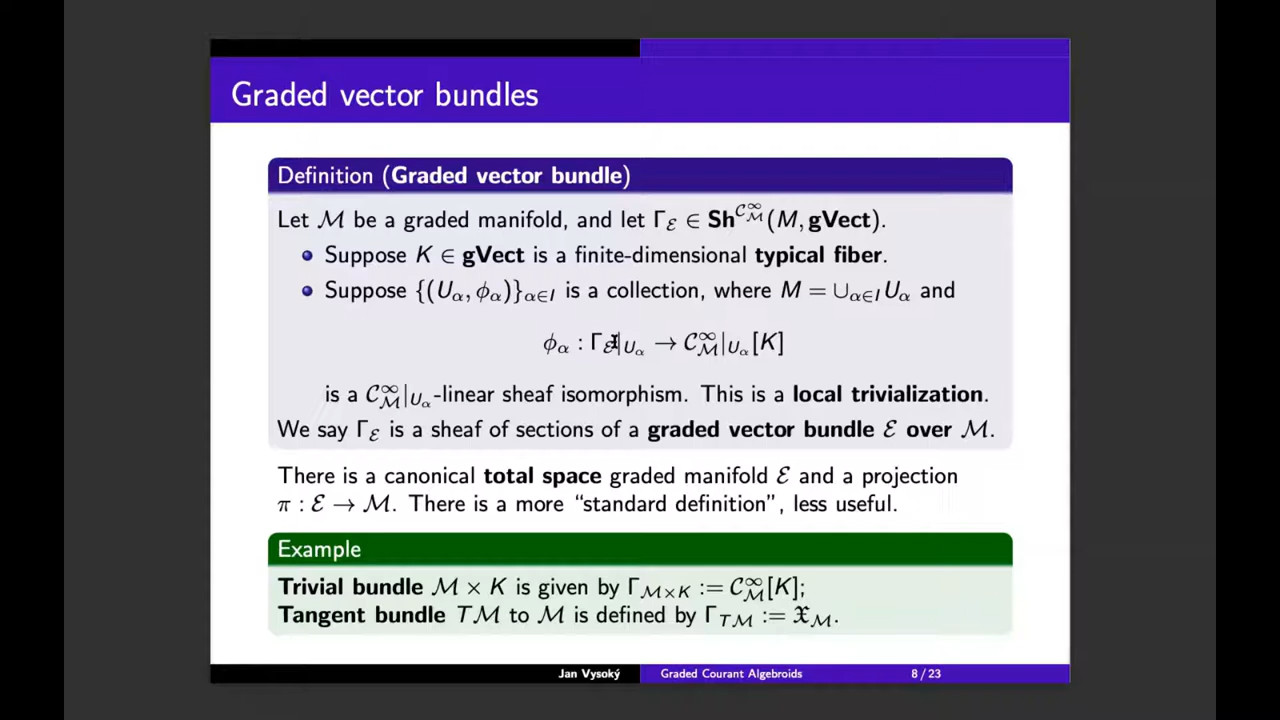 Graded vector bundles
Definition (Graded vector bundle)
Let ℳ be a graded manifold, and let Γ_ℰ ∈ Sh^{𝒞^∞_ℳ}(M, gVect).
Suppose K ∈ gVect is a finite-dimensional typical fiber.
Suppose {(U_α, ϕ_α)}_{α∈I} is a collection, where M = ∪_{α∈I} U_α and
ϕ_α : Γ_ℰ|_{U_α} → 𝒞^∞_ℳ|_{U_α}[K]
is a 𝒞^∞_ℳ|_{U_α}-linear sheaf isomorphism. This is a local trivialization.
We say Γ_ℰ is a sheaf of sections of a graded vector bundle ℰ over ℳ.
There is a canonical total space graded manifold ℰ and a projection
π : ℰ → ℳ. There is a more “standard definition”, less useful.
Example
Trivial bundle ℳ × K is given by Γ_{ℳ×K} := 𝒞^∞_ℳ[K];
Tangent bundle Tℳ to ℳ is defined by Γ_{Tℳ} := 𝔛_ℳ.
Jan Vysoký Graded Courant Algebroids 8 / 23